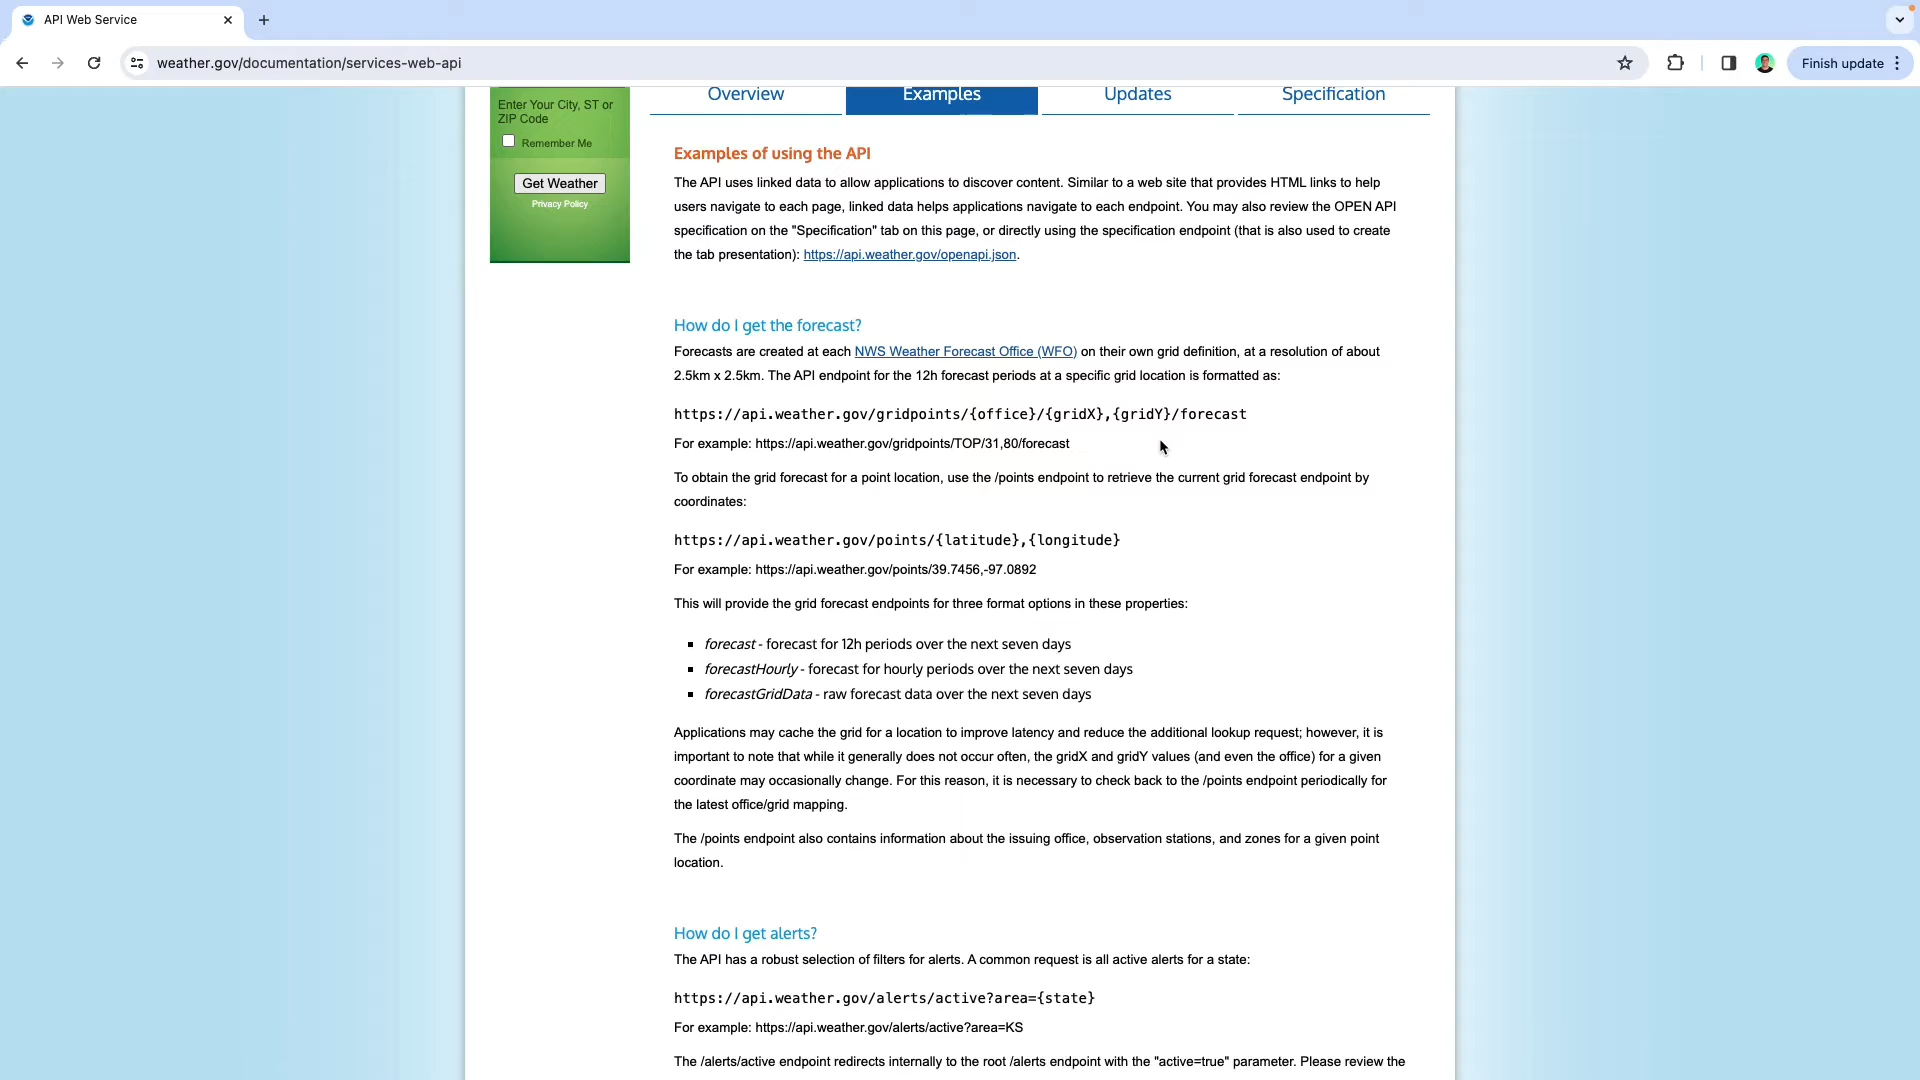 API Web Service
weather.gov/documentation/services-web-api
Finish update
Enter Your City, ST or
ZIP Code
Remember Me
Get Weather
Privacy Policy
Overview
Examples
Updates
Specification
Examples of using the API
The API uses linked data to allow applications to discover content. Similar to a web site that provides HTML links to help
users navigate to each page, linked data helps applications navigate to each endpoint. You may also review the OPEN API
specification on the "Specification" tab on this page, or directly using the specification endpoint (that is also used to create
the tab presentation): https://api.weather.gov/openapi.json.
How do I get the forecast?
Forecasts are created at each NWS Weather Forecast Office (WFO) on their own grid definition, at a resolution of about
2.5km x 2.5km. The API endpoint for the 12h forecast periods at a specific grid location is formatted as:
https://api.weather.gov/gridpoints/{office}/{gridX},{gridY}/forecast
For example: https://api.weather.gov/gridpoints/TOP/31,80/forecast
To obtain the grid forecast for a point location, use the /points endpoint to retrieve the current grid forecast endpoint by
coordinates:
https://api.weather.gov/points/{latitude},{longitude}
For example: https://api.weather.gov/points/39.7456,-97.0892
This will provide the grid forecast endpoints for three format options in these properties:
forecast - forecast for 12h periods over the next seven days
forecastHourly - forecast for hourly periods over the next seven days
forecastGridData - raw forecast data over the next seven days
Applications may cache the grid for a location to improve latency and reduce the additional lookup request; however, it is
important to note that while it generally does not occur often, the gridX and gridY values (and even the office) for a given
coordinate may occasionally change. For this reason, it is necessary to check back to the /points endpoint periodically for
the latest office/grid mapping.
The /points endpoint also contains information about the issuing office, observation stations, and zones for a given point
location.
How do I get alerts?
The API has a robust selection of filters for alerts. A common request is all active alerts for a state:
https://api.weather.gov/alerts/active?area={state}
For example: https://api.weather.gov/alerts/active?area=KS
The /alerts/active endpoint redirects internally to the root /alerts endpoint with the "active=true" parameter. Please review the